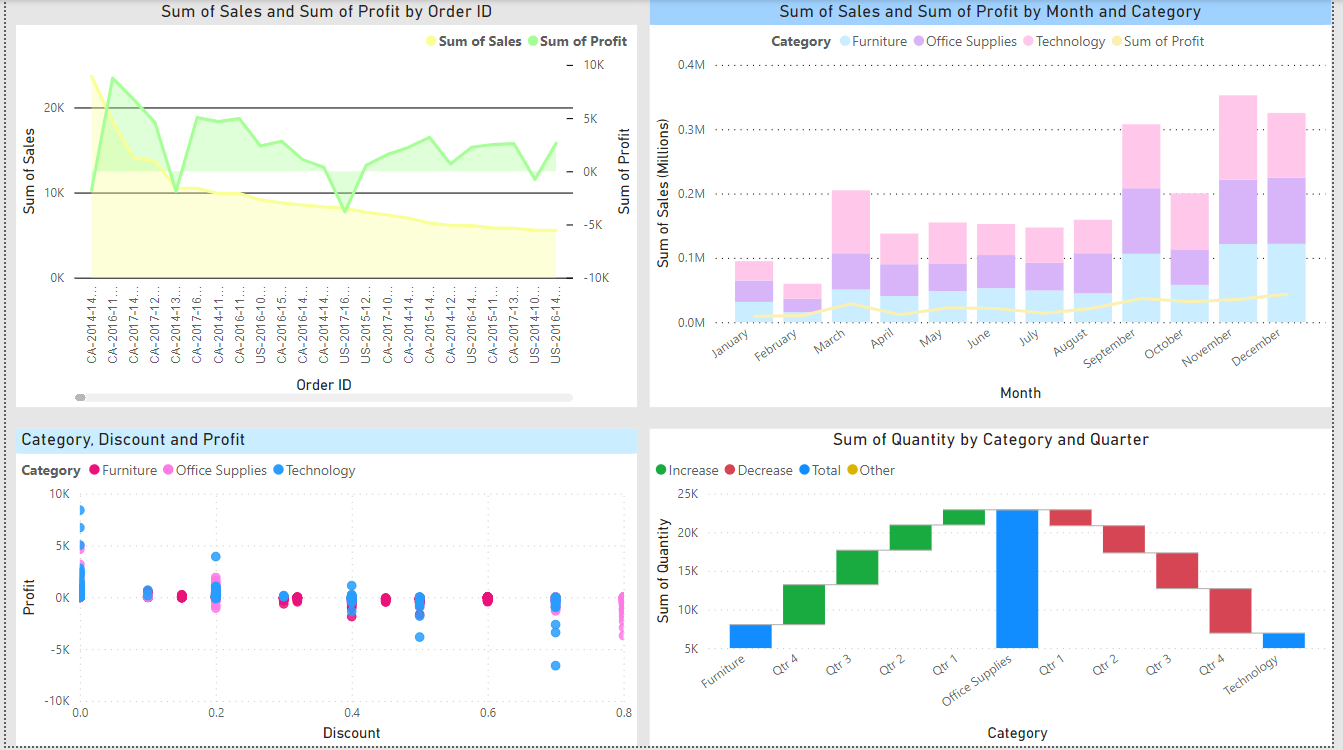 Sum of Sales and Sum of Profit by Order ID
Sum of Sales Sum of Profit
Sum of Sales
20K
10K
0K
10K
5K
0K
-5K
-10K
Sum of Profit
CA-2014-14...
CA-2016-11...
CA-2017-14...
CA-2017-12...
CA-2014-13...
CA-2017-16...
CA-2014-11...
CA-2016-11...
US-2016-10...
CA-2016-15...
CA-2016-14...
CA-2014-14...
US-2017-16...
US-2015-12...
CA-2014-10...
CA-2014-14...
CA-2015-14...
CA-2014-12...
US-2016-14...
CA-2015-11...
CA-2017-13...
US-2014-10...
US-2016-14...
Order ID
Sum of Sales and Sum of Profit by Month and Category
Category Furniture Office Supplies Technology Sum of Profit
Sum of Sales (Millions)
0.4M
0.3M
0.2M
0.1M
0.0M
January
February
March
April
May
June
July
August
September
October
November
December
Month
Category, Discount and Profit
Category Furniture Office Supplies Technology
Profit
10K
5K
0K
-5K
-10K
0.0
0.2
0.4
0.6
0.8
Discount
Sum of Quantity by Category and Quarter
Increase Decrease Total Other
Sum of Quantity
25K
20K
15K
10K
5K
Furniture
Qtr 4
Qtr 3
Qtr 2
Qtr 1
Office Supplies
Qtr 1
Qtr 2
Qtr 3
Qtr 4
Technology
Category